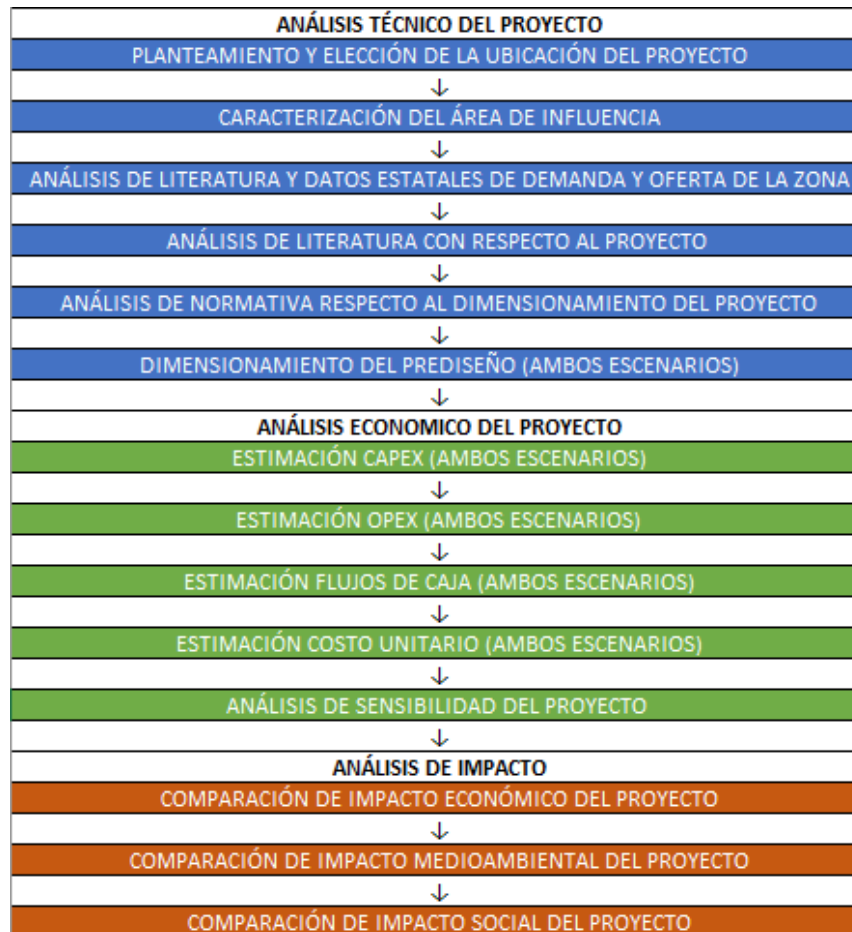 ANÁLISIS TÉCNICO DEL PROYECTO
PLANTEAMIENTO Y ELECCIÓN DE LA UBICACIÓN DEL PROYECTO
↓
CARACTERIZACIÓN DEL ÁREA DE INFLUENCIA
↓
ANÁLISIS DE LITERATURA Y DATOS ESTATALES DE DEMANDA Y OFERTA DE LA ZONA
↓
ANÁLISIS DE LITERATURA CON RESPECTO AL PROYECTO
↓
ANÁLISIS DE NORMATIVA RESPECTO AL DIMENSIONAMIENTO DEL PROYECTO
↓
DIMENSIONAMIENTO DEL PREDISEÑO (AMBOS ESCENARIOS)
↓
ANÁLISIS ECONOMICO DEL PROYECTO
ESTIMACIÓN CAPEX (AMBOS ESCENARIOS)
↓
ESTIMACIÓN OPEX (AMBOS ESCENARIOS)
↓
ESTIMACIÓN FLUJOS DE CAJA (AMBOS ESCENARIOS)
↓
ESTIMACIÓN COSTO UNITARIO (AMBOS ESCENARIOS)
↓
ANÁLISIS DE SENSIBILIDAD DEL PROYECTO
↓
ANÁLISIS DE IMPACTO
COMPARACIÓN DE IMPACTO ECONÓMICO DEL PROYECTO
↓
COMPARACIÓN DE IMPACTO MEDIOAMBIENTAL DEL PROYECTO
↓
COMPARACIÓN DE IMPACTO SOCIAL DEL PROYECTO